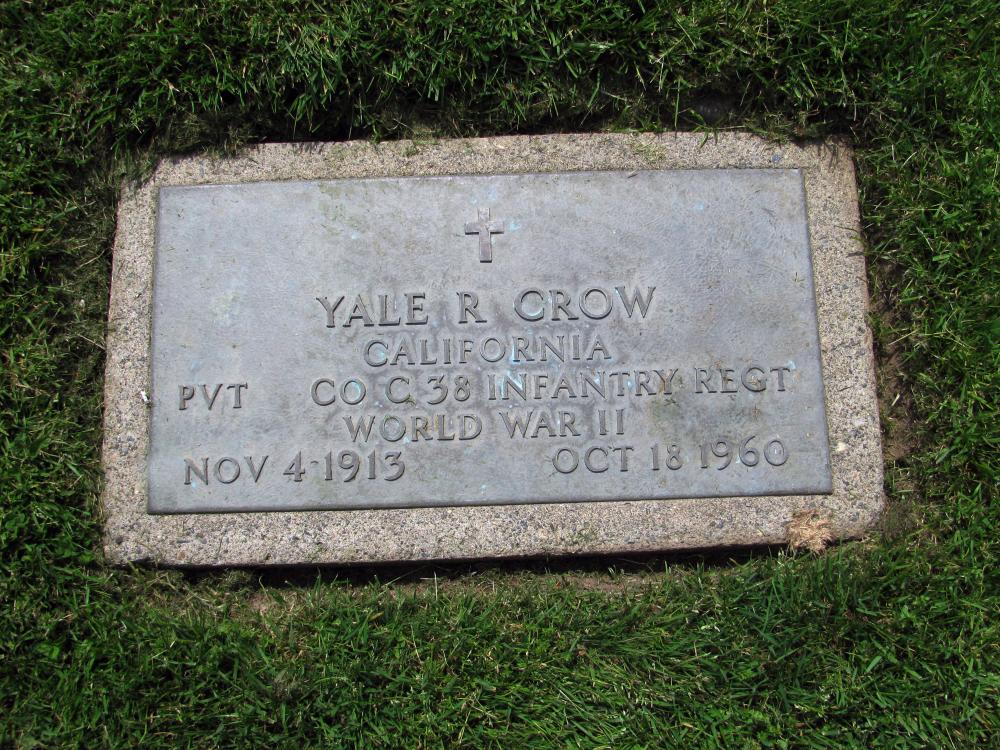 YALE R CROW
CALIFORNIA
PVT CO C 38 INFANTRY REGT
WORLD WAR II
NOV 4 1913 OCT 18 1960